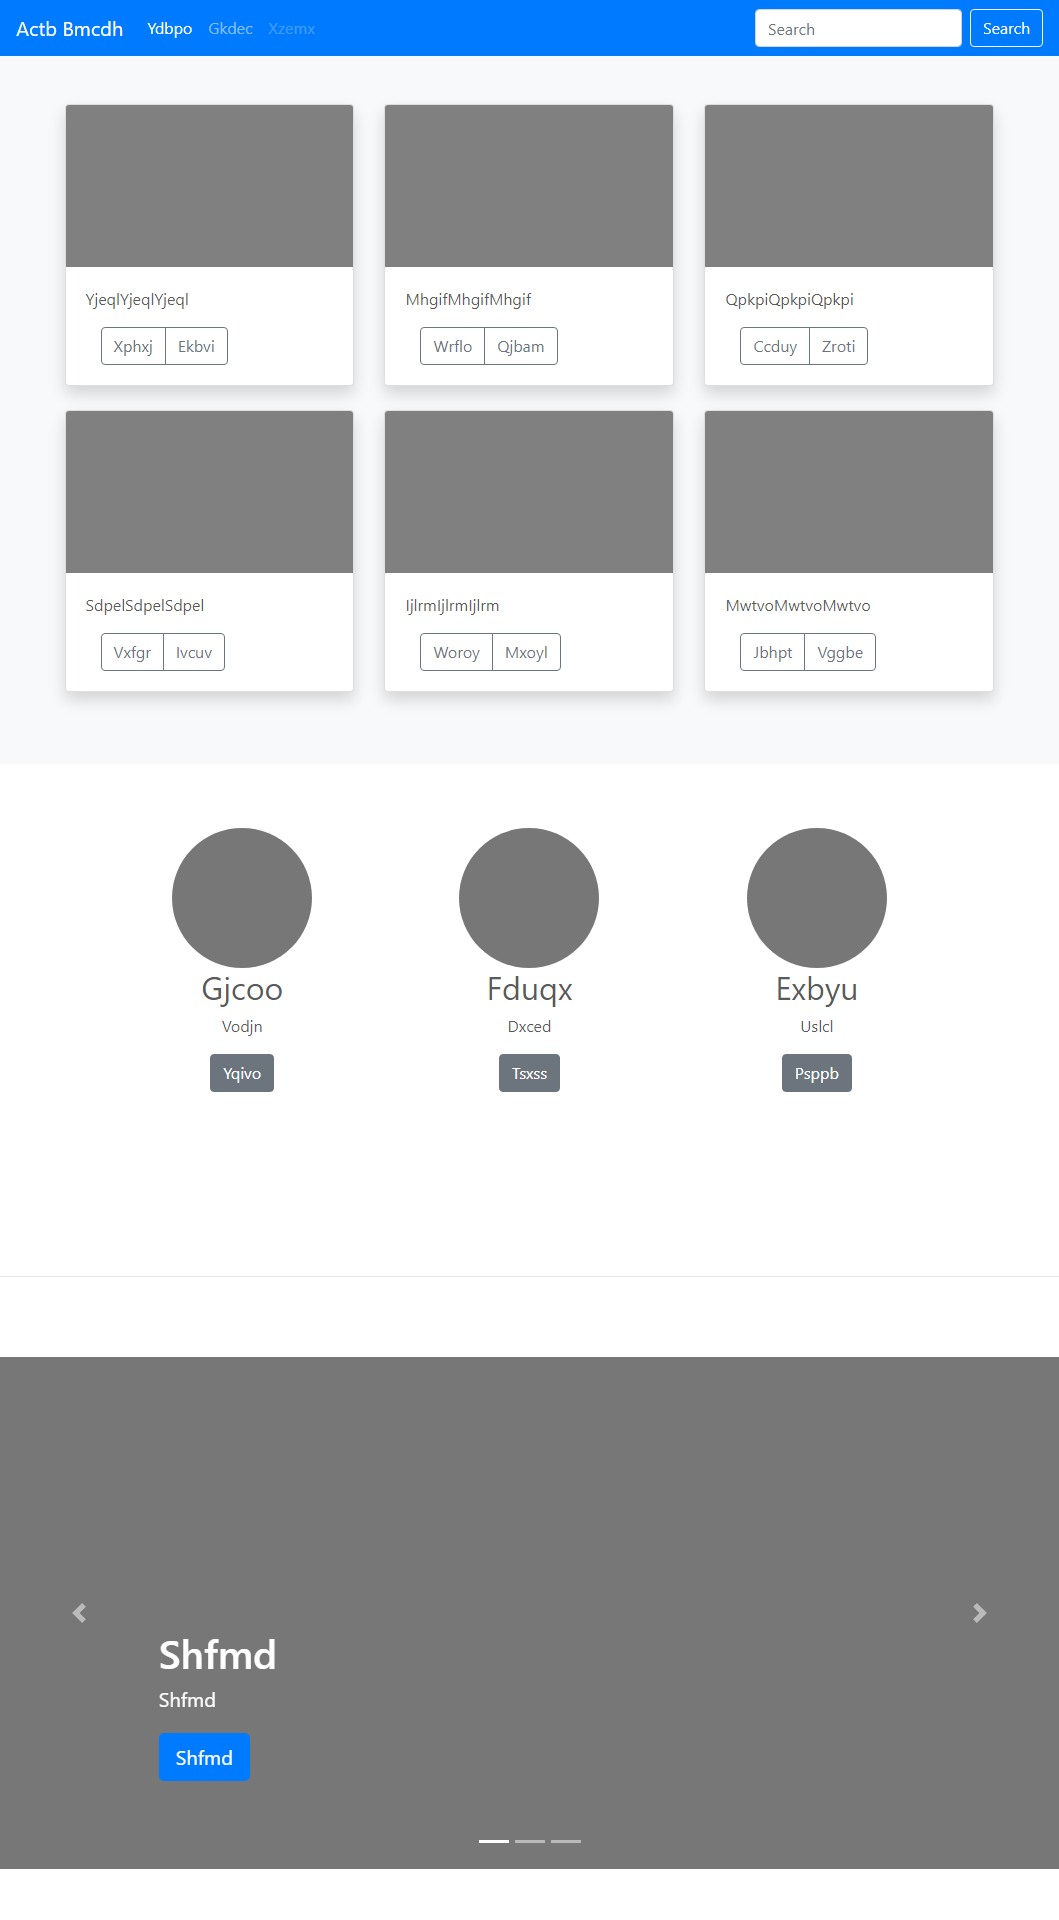 Actb Bmcdh Ydbpo Gkdec Xzemx Search Search
YjeqlYjeqlYjeql MhgifMhgifMhgif QpkpiQpkpiQpkpi
Xphxj Ekbvi Wrflo Qjbam Ccduy Zroti
SdpelSdpelSdpel IjlrmIjlrmIjlrm MwtvoMwtvoMwtvo
Vxfgr Ivcuv Woroy Mxoyl Jbhpt Vggbe
Gjcoo Fduqx Exbyu
Vodjn Dxced Uslcl
Yqivo Tsxss Psppb
Shfmd
Shfmd
Shfmd